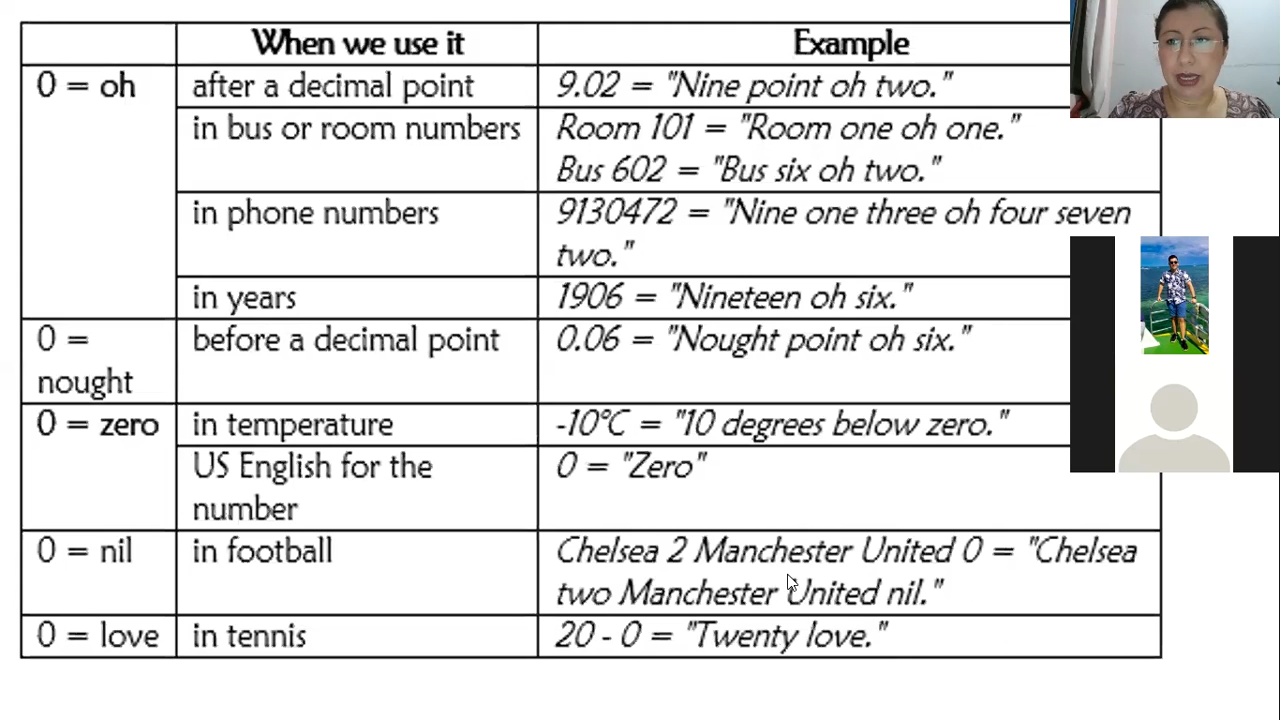 When we use it Example
0 = oh after a decimal point 9.02 = "Nine point oh two."
in bus or room numbers Room 101 = "Room one oh one."
Bus 602 = "Bus six oh two."
in phone numbers 9130472 = "Nine one three oh four seven
two."
in years 1906 = "Nineteen oh six."
0 = before a decimal point 0.06 = "Nought point oh six."
nought
0 = zero in temperature -10°C = "10 degrees below zero."
US English for the 0 = "Zero"
number
0 = nil in football Chelsea 2 Manchester United 0 = "Chelsea
two Manchester United nil."
0 = love in tennis 20 - 0 = "Twenty love."